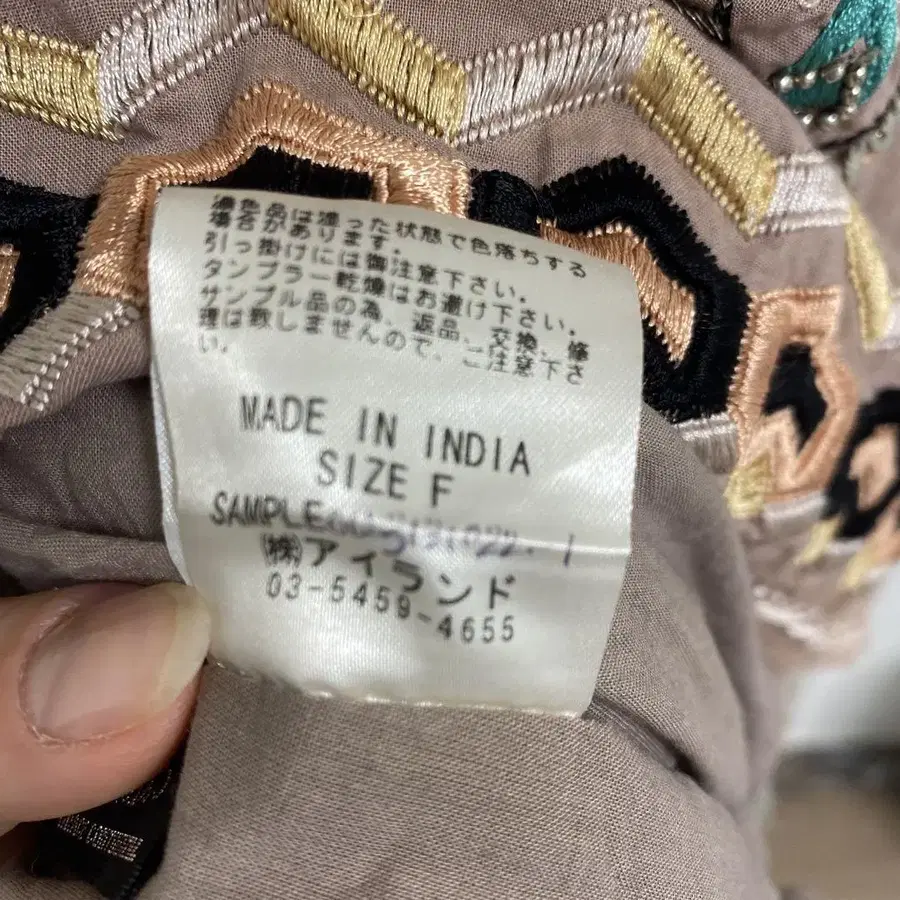 濃色品は湿った状態で色落ちする
場合があります。
引っ掛けには御注意下さい。
タンブラー乾燥はお避け下さい。
サンプル品の為、返品、交換、修
理は致しませんので、ご注意下さ
い。
MADE IN INDIA
SIZE F
SAMPLE
㈱アイランド
03-5459-4655